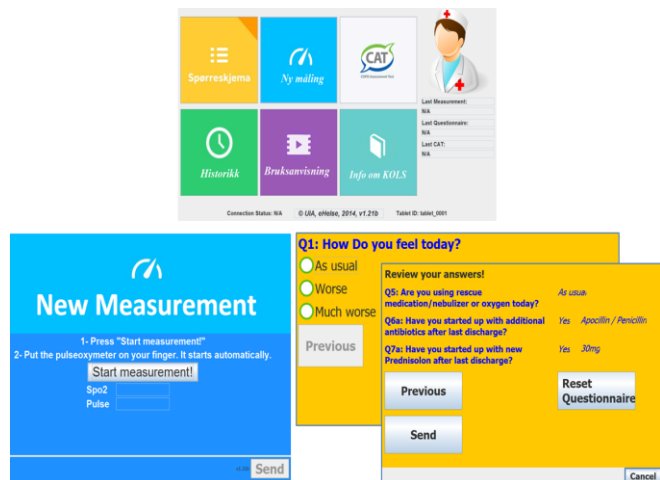 Spørreskjema
Ny måling
CAT
COPD Assessment Test
Last Measurement:
N/A
Last Questionnaire:
N/A
Last CAT:
N/A
Historikk
Bruksanvisning
Info om KOLS
Connection Status: N/A
© UIA, eHelse, 2014, v1.21b
Tablet ID: tablet_0001
New Measurement
1- Press "Start measurement!"
2- Put the pulseoxymeter on your finger. It starts automatically.
Start measurement!
Spo2
Pulse
Send
Q1: How Do you feel today?
As usual
Worse
Much worse
Previous
Review your answers!
Q5: Are you using rescue
medication/nebulizer or oxygen today?
As usual
Q6a: Have you started up with additional
antibiotics after last discharge?
Yes Apocillin / Penicillin
Q7a: Have you started up with new
Prednisolon after last discharge?
Yes 30mg
Previous
Reset
Questionnaire
Send
Cancel